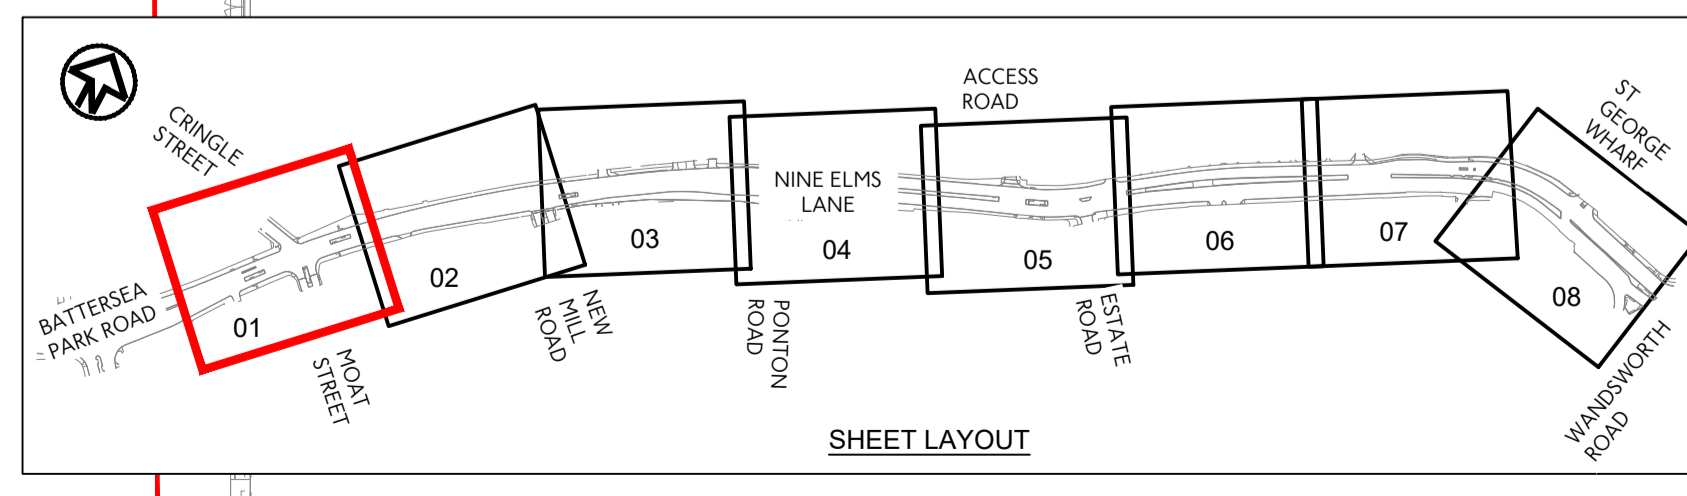 CRINGLE
STREET
ACCESS
ROAD
ST
GEORGE
WHARF
NINE ELMS
LANE
BATTERSEA
PARK ROAD
01
02
03
04
05
06
07
08
MOAT
STREET
NEW
MILL
ROAD
PONTON
ROAD
ESTATE
ROAD
WANDSWORTH
ROAD
SHEET LAYOUT